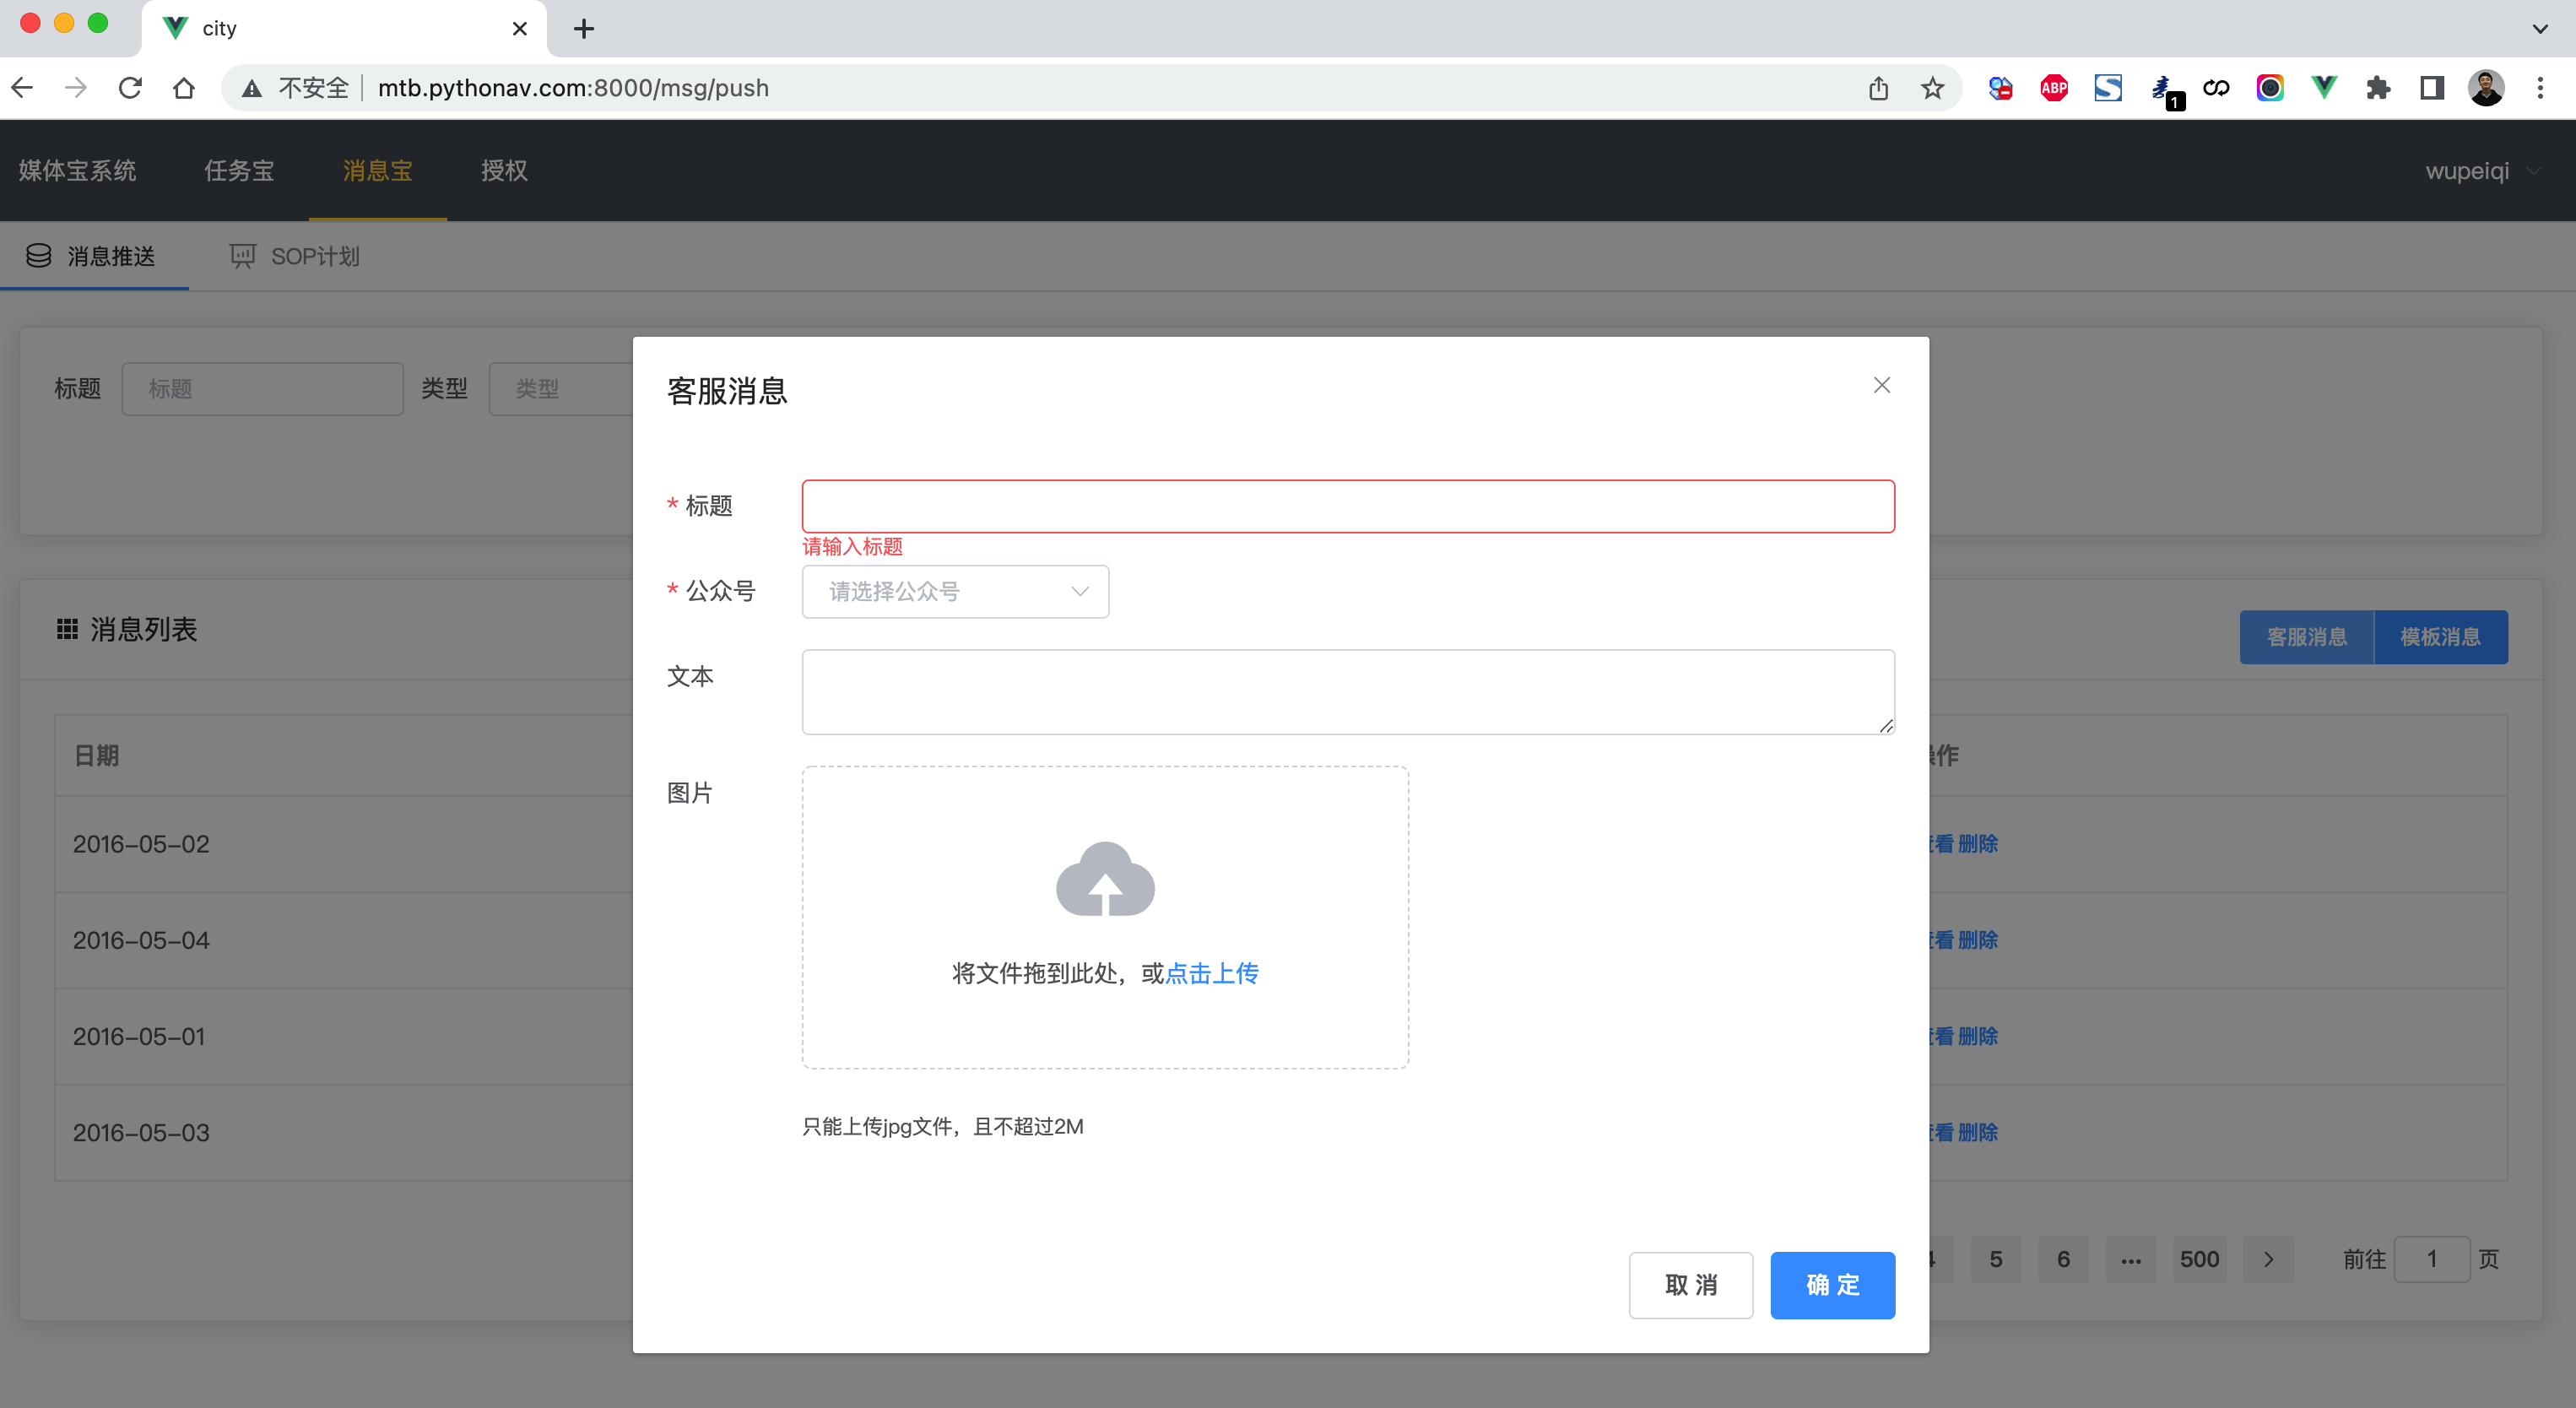 city
不安全 mtb.pythonav.com:8000/msg/push
ABP
1
媒体宝系统 任务宝 消息宝 授权 wupeiqi
消息推送 SOP计划
标题 标题 类型 类型
客服消息
* 标题
请输入标题
* 公众号 请选择公众号
消息列表
客服消息 模板消息
文本
日期
作
图片
2016-05-02
看 删除
2016-05-04
看 删除
将文件拖到此处，或点击上传
2016-05-01
看 删除
只能上传jpg文件，且不超过2M
2016-05-03
看 删除
取 消 确 定
5 6 ... 500 > 前往 1 页